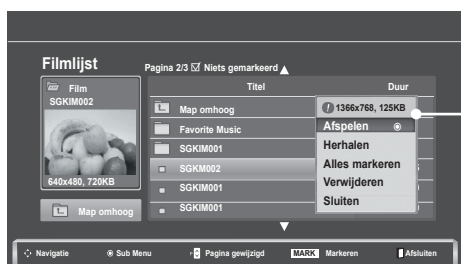 Filmlijst
Pagina 2/3 Niets gemarkeerd
Film
SGKIM002
640x480, 720KB
Map omhoog
Titel Duur
Map omhoog
Favorite Music
SGKIM001
SGKM002
SGKIM001
SGKIM001
1366x768, 125KB
Afspelen
Herhalen
Alles markeren
Verwijderen
Sluiten
Navigatie Sub Menu Pagina gewijzigd MARK Markeren Afsluiten